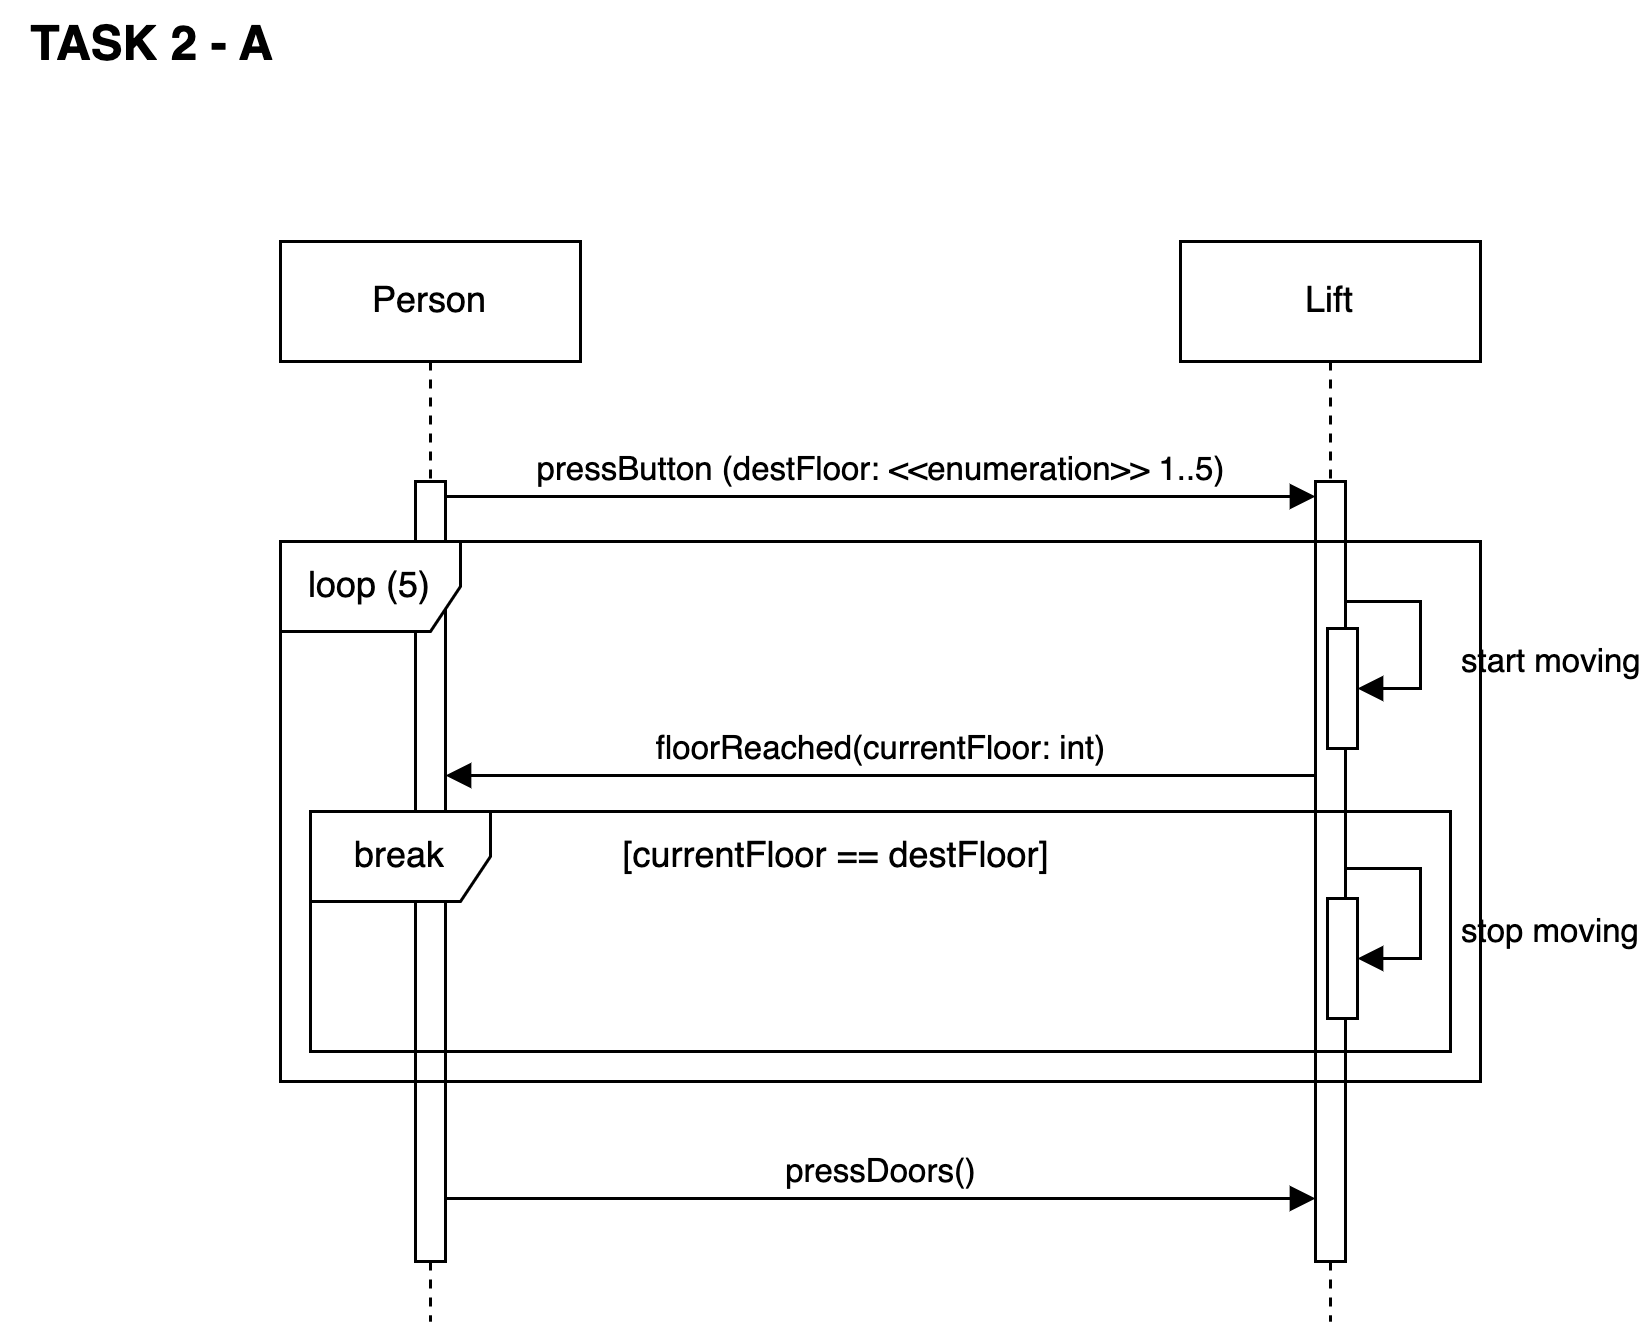 TASK 2 - A
Person
Lift
pressButton (destFloor: <<enumeration>> 1..5)
loop (5)
start moving
floorReached(currentFloor: int)
break
[currentFloor == destFloor]
stop moving
pressDoors()